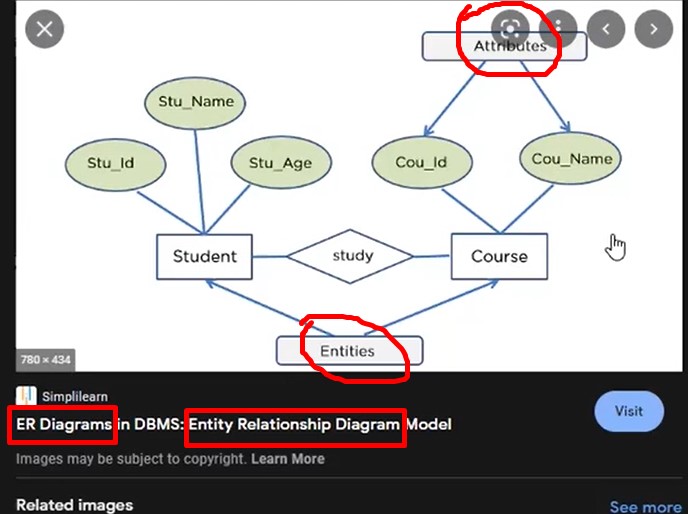 Attributes
Stu_Name
Stu_Id
Stu_Age
Cou_Id
Cou_Name
Student
study
Course
Entities
780 × 434
Simplilearn
ER Diagrams in DBMS: Entity Relationship Diagram Model
Visit
Images may be subject to copyright. Learn More
Related images
See more